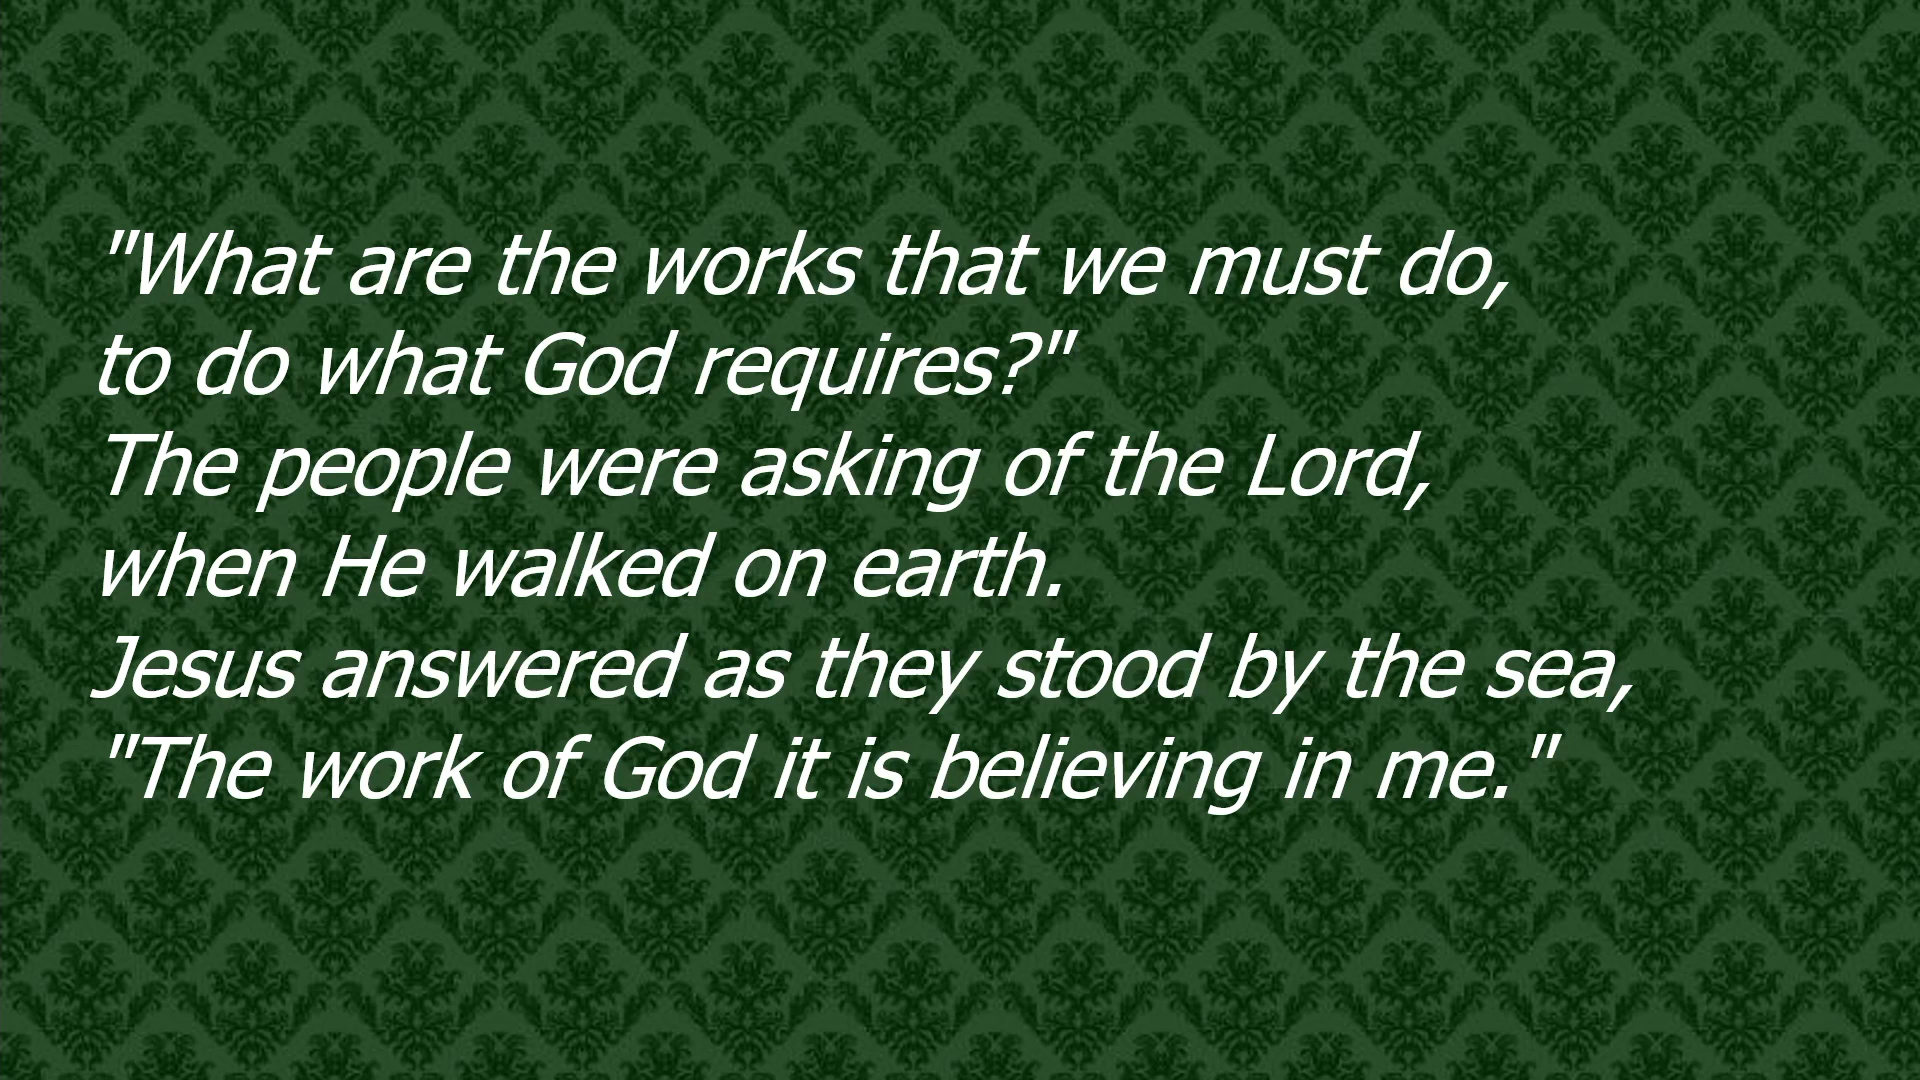 "What are the works that we must do,
to do what God requires?"
The people were asking of the Lord,
when He walked on earth.
Jesus answered as they stood by the sea,
"The work of God it is believing in me."